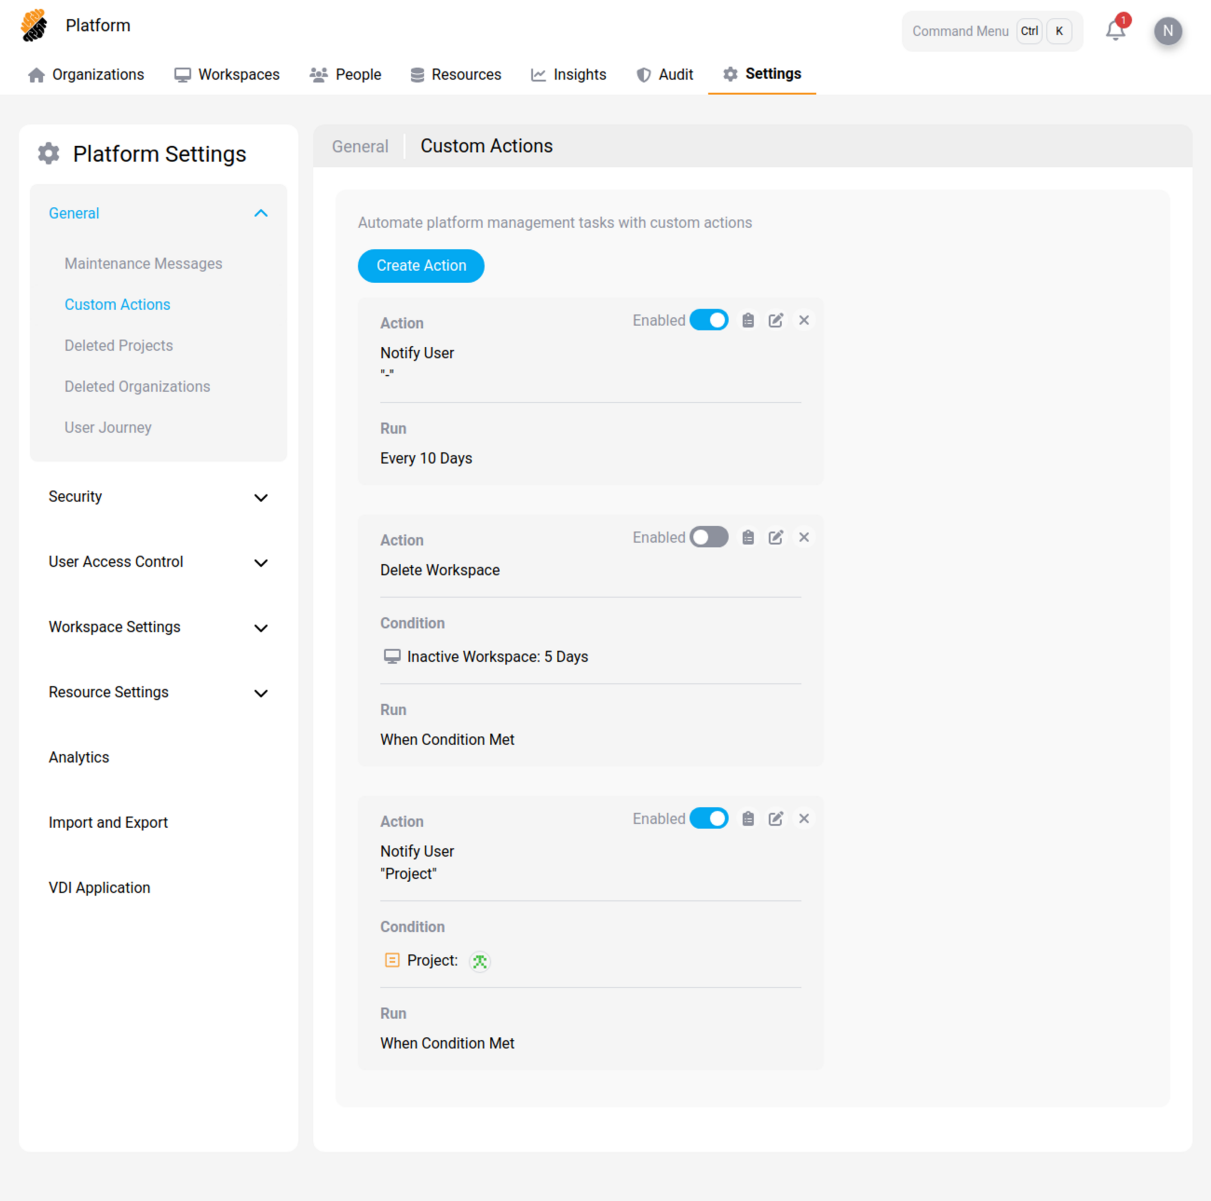 Platform
Command Menu Ctrl K
1
N
Organizations Workspaces People Resources Insights Audit Settings
Platform Settings
General
Maintenance Messages
Custom Actions
Deleted Projects
Deleted Organizations
User Journey
Security
User Access Control
Workspace Settings
Resource Settings
Analytics
Import and Export
VDI Application
General Custom Actions
Automate platform management tasks with custom actions
Create Action
Action Enabled
Notify User
"-"
Run
Every 10 Days
Action Enabled
Delete Workspace
Condition
Inactive Workspace: 5 Days
Run
When Condition Met
Action Enabled
Notify User
"Project"
Condition
Project:
Run
When Condition Met